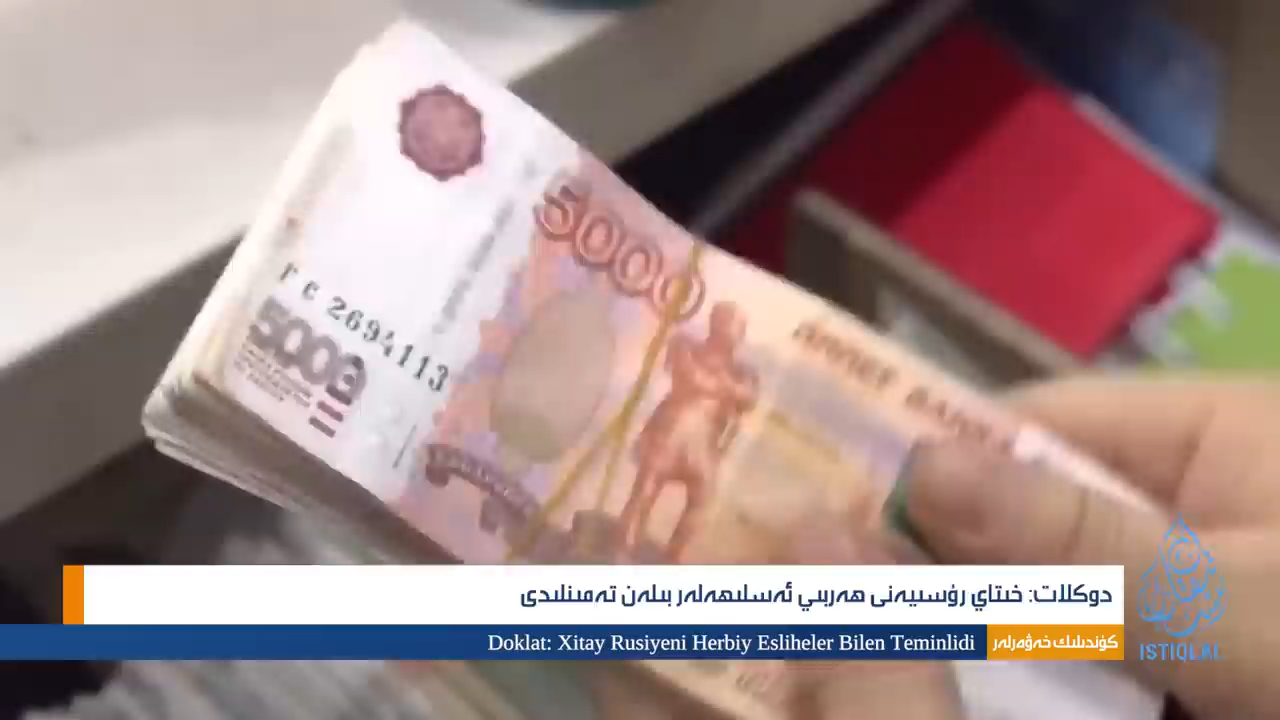 5000
ГС 2694113
5000
دوكلات: خىتاي رۇسىيەنى ھەربىي ئەسلىھەلەر بىلەن تەمىنلىدى
Doklat: Xitay Rusiyeni Herbiy Esliheler Bilen Teminlidi
كۈندىلىك خەۋەرلەر
ISTIQLAL